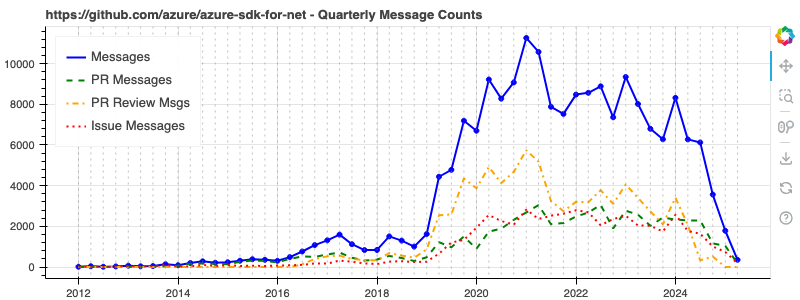 https://github.com/azure/azure-sdk-for-net - Quarterly Message Counts
Messages
PR Messages
PR Review Msgs
Issue Messages
10000
8000
6000
4000
2000
0
2012 2014 2016 2018 2020 2022 2024